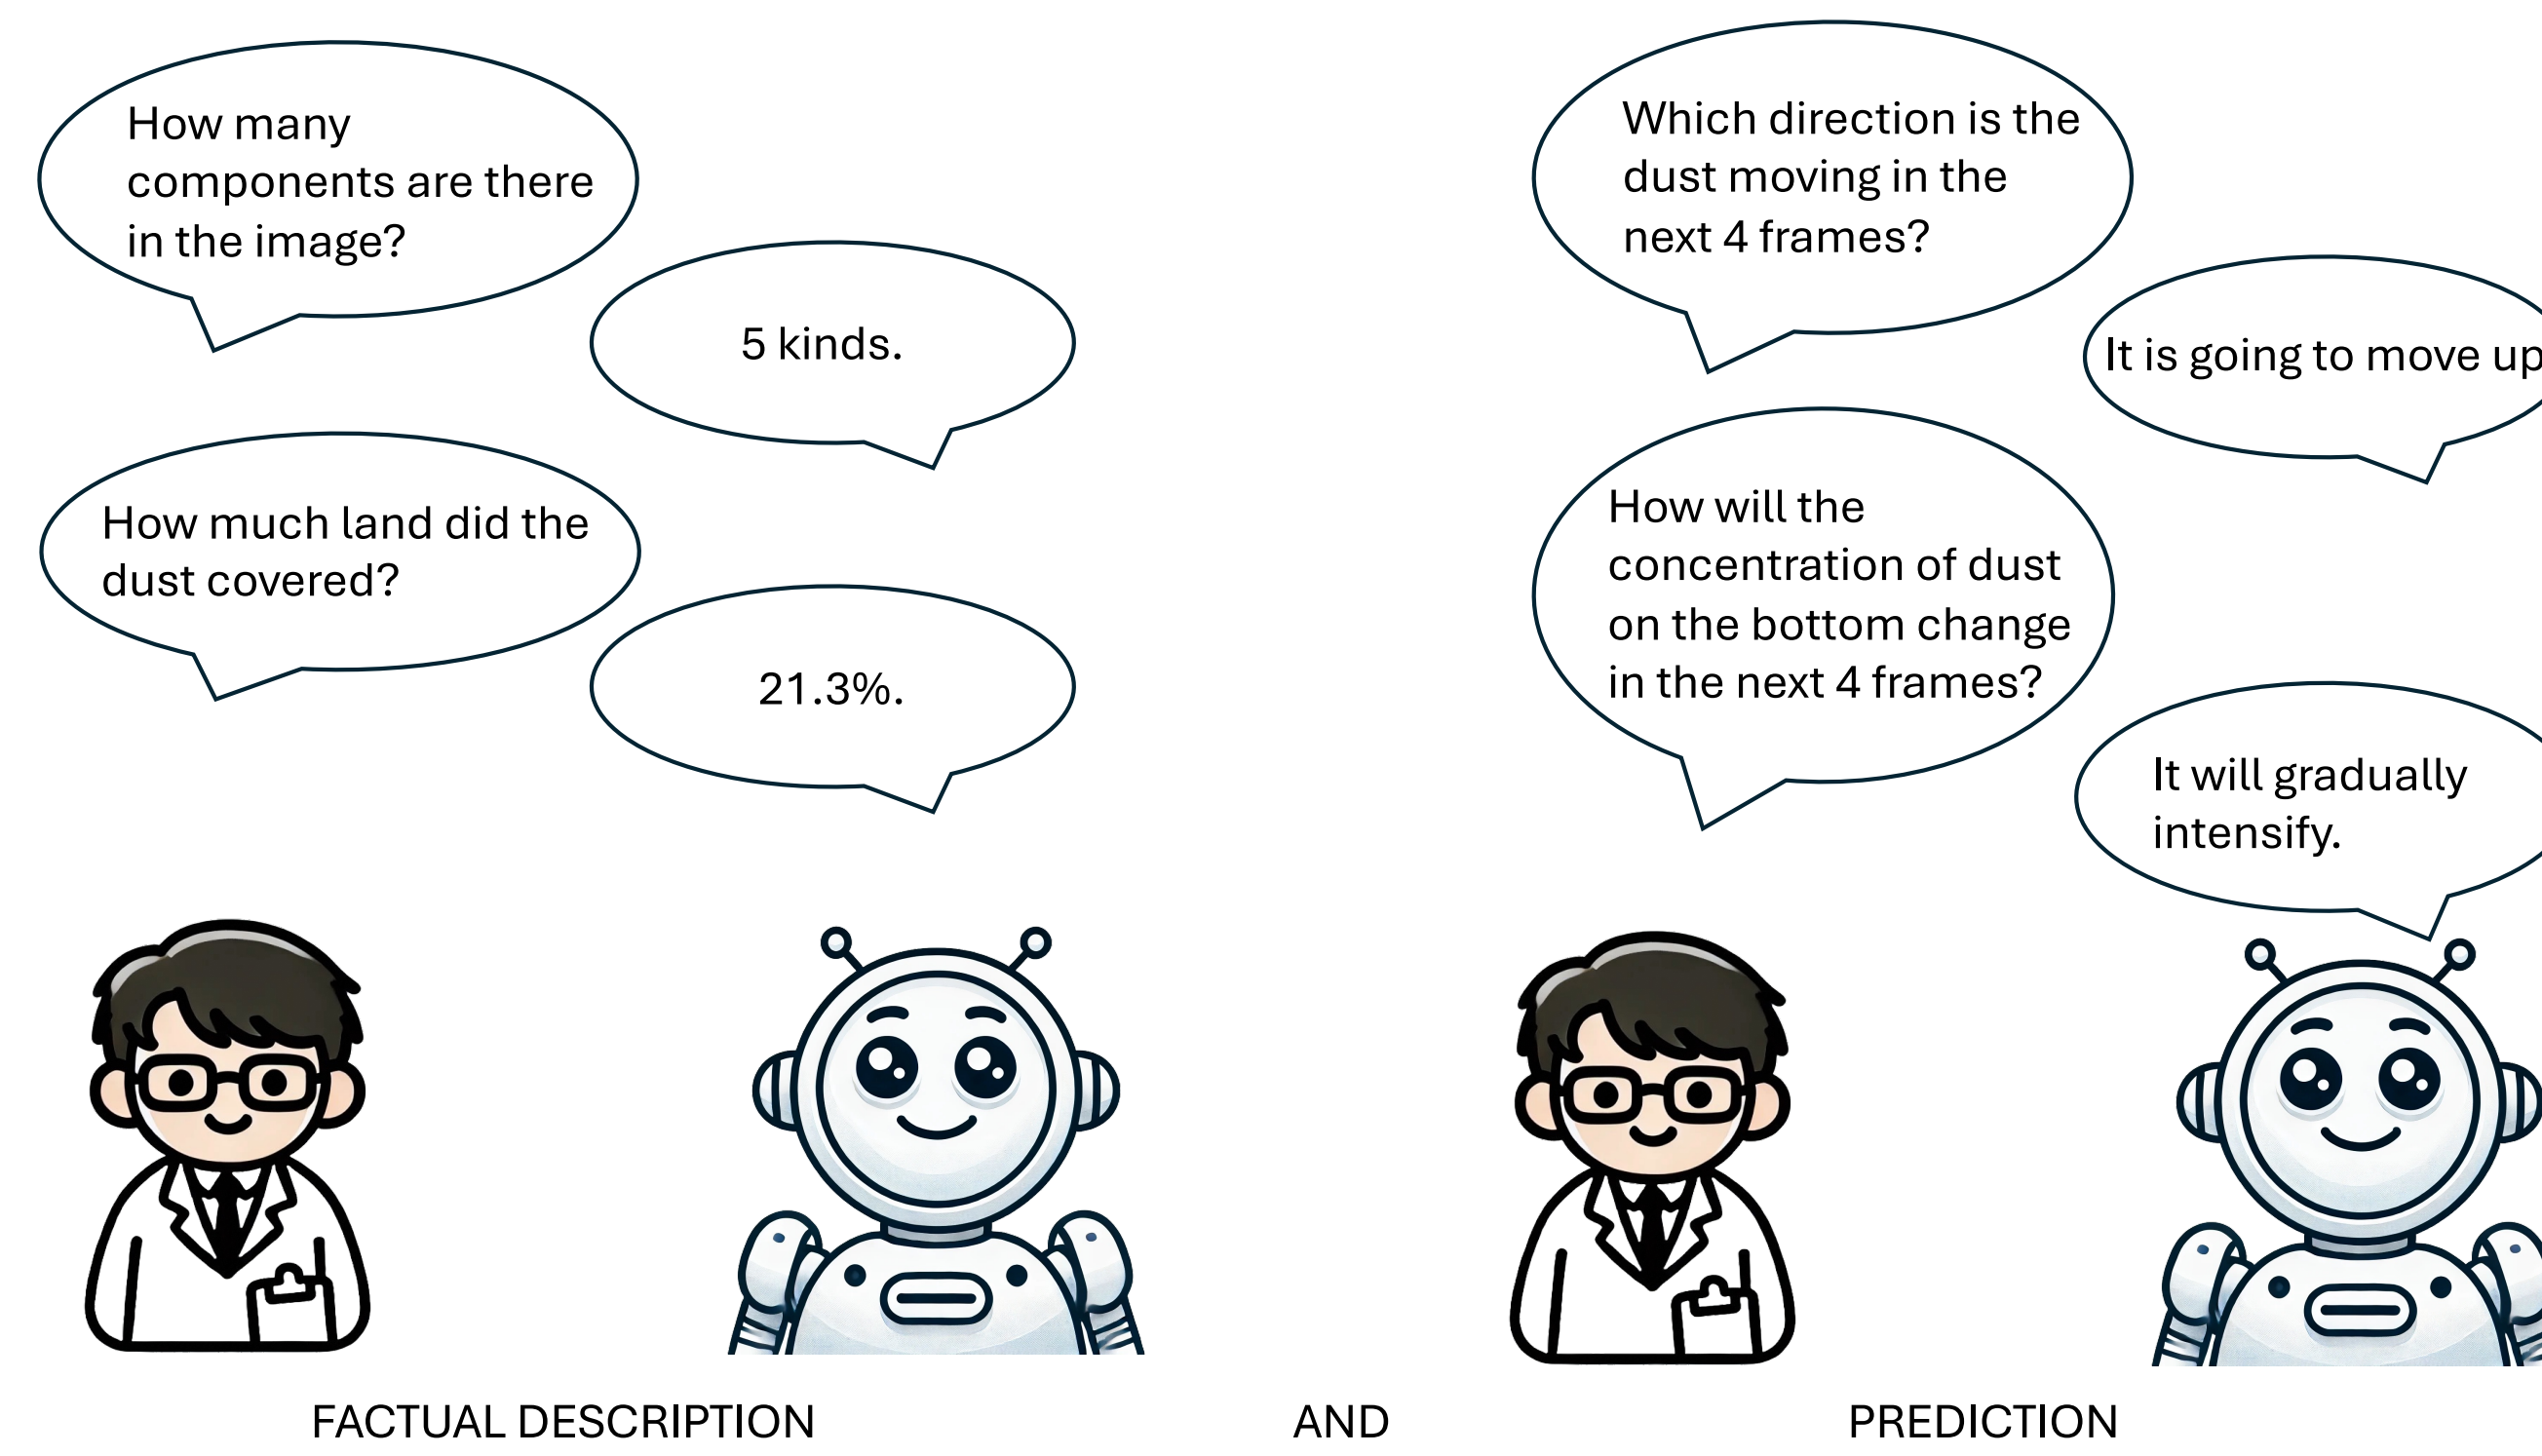 How many
components are there
in the image?
5 kinds.
How much land did the
dust covered?
21.3%.
Which direction is the
dust moving in the
next 4 frames?
It is going to move up
How will the
concentration of dust
on the bottom change
in the next 4 frames?
It will gradually
intensify.
FACTUAL DESCRIPTION
AND
PREDICTION